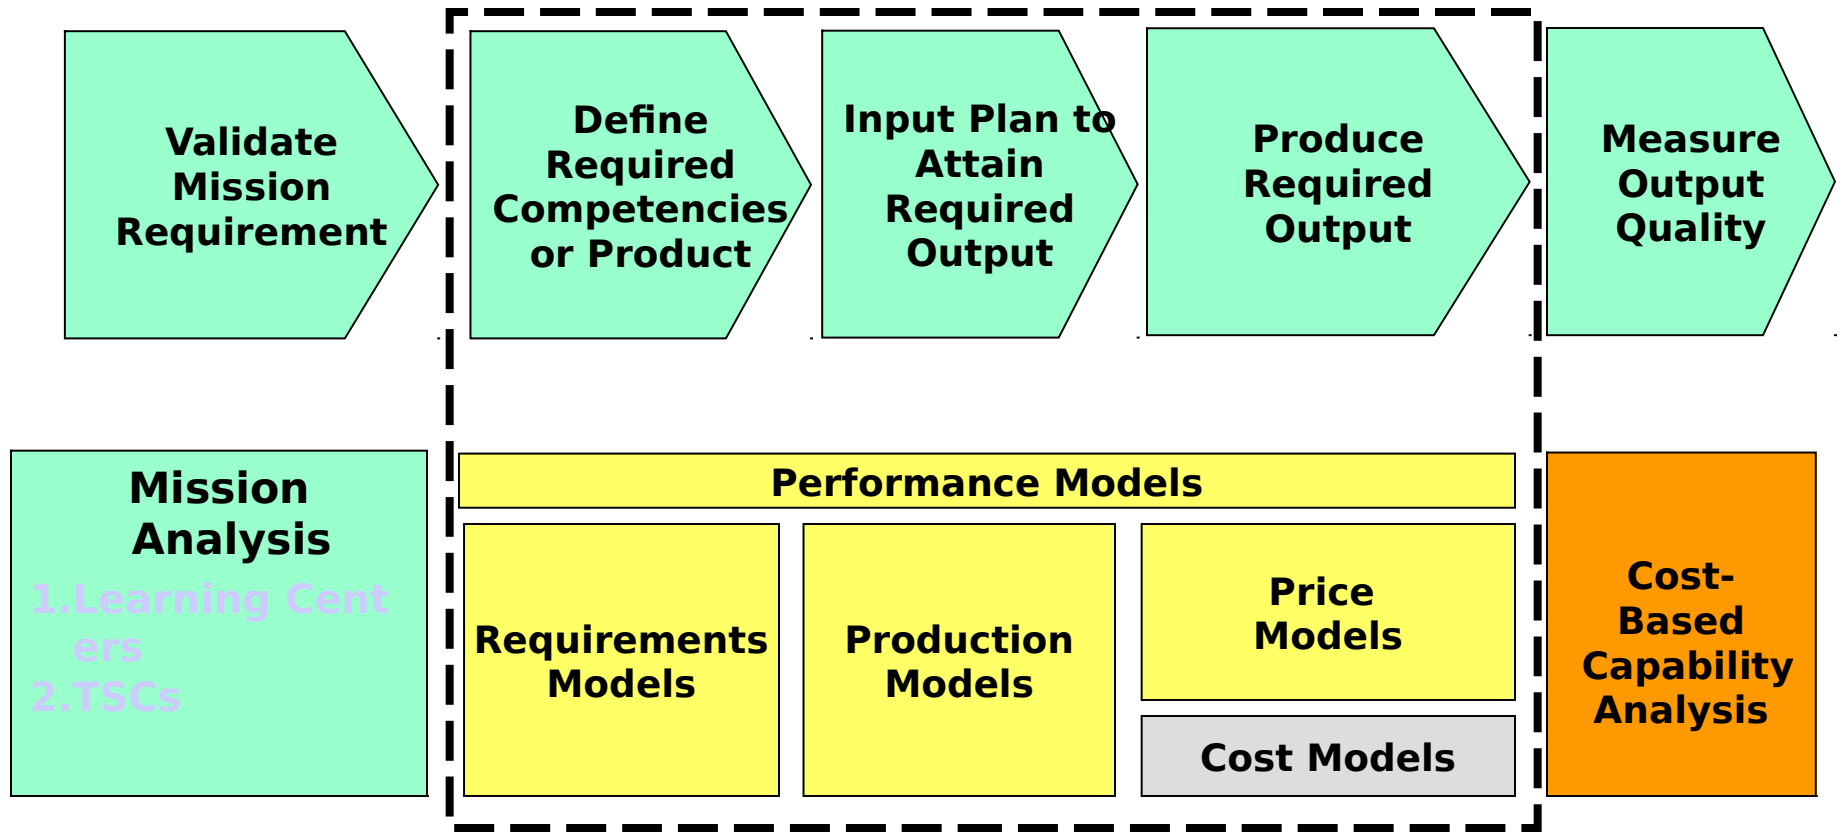 Validate
Mission
Requirement
Define
Required
Competencies
or Product
Input Plan to
Attain
Required
Output
Produce
Required
Output
Measure
Output
Quality
Mission
Analysis
1.Learning Cent
ers
2.TSCs
Performance Models
Requirements
Models
Production
Models
Price
Models
Cost Models
Cost-
Based
Capability
Analysis